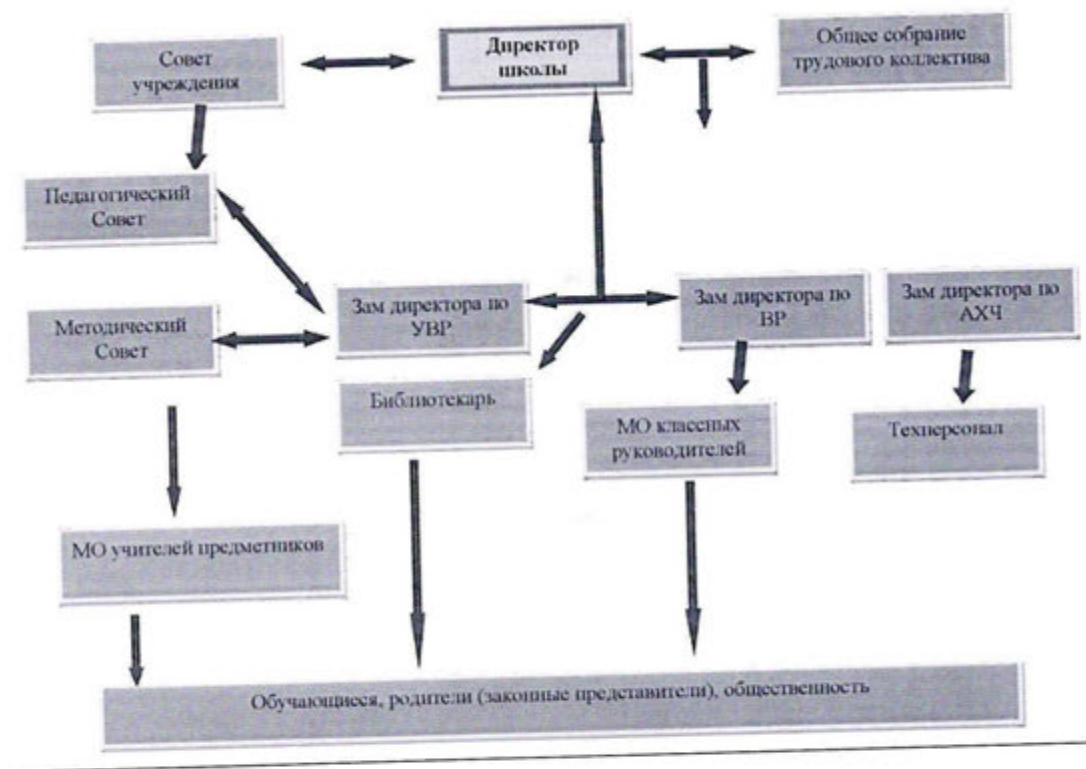 Совет
учреждения
Директор
школы
Общее собрание
трудового коллектива
Педагогический
Совет
Методический
Совет
Зам директора по
УВР
Зам директора по
ВР
Зам директора по
АХЧ
Библиотекарь
МО классных
руководителей
Техперсонал
МО учителей предметников
Обучающиеся, родители (законные представители), общественность